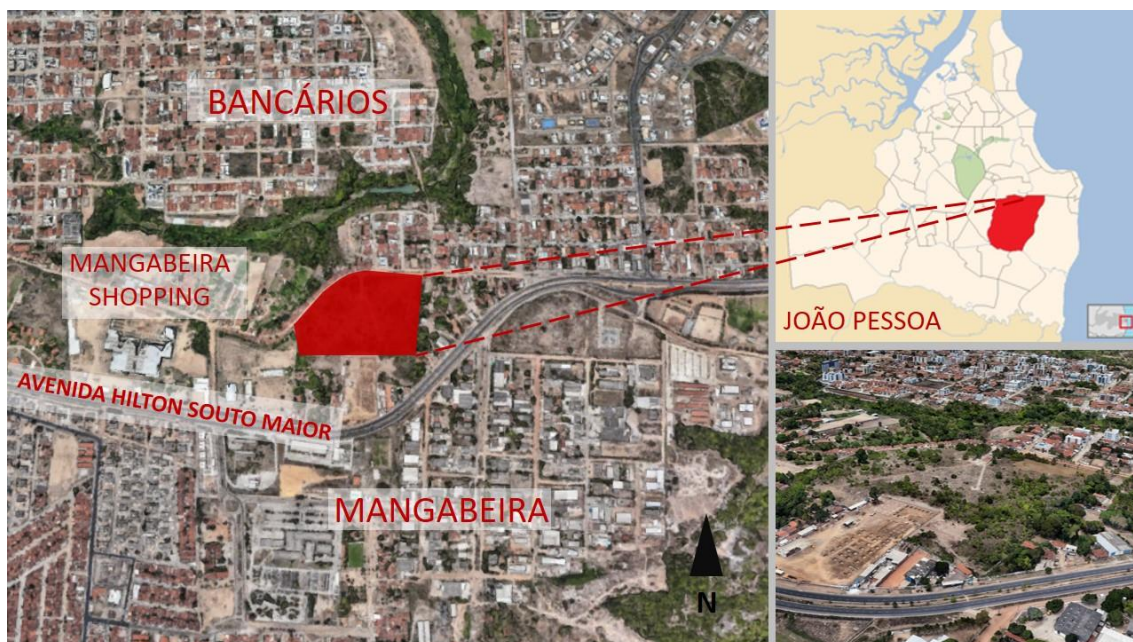 BANCÁRIOS
MANGABEIRA
SHOPPING
AVENIDA HILTON SOUTO MAIOR
MANGABEIRA
N
JOÃO PESSOA